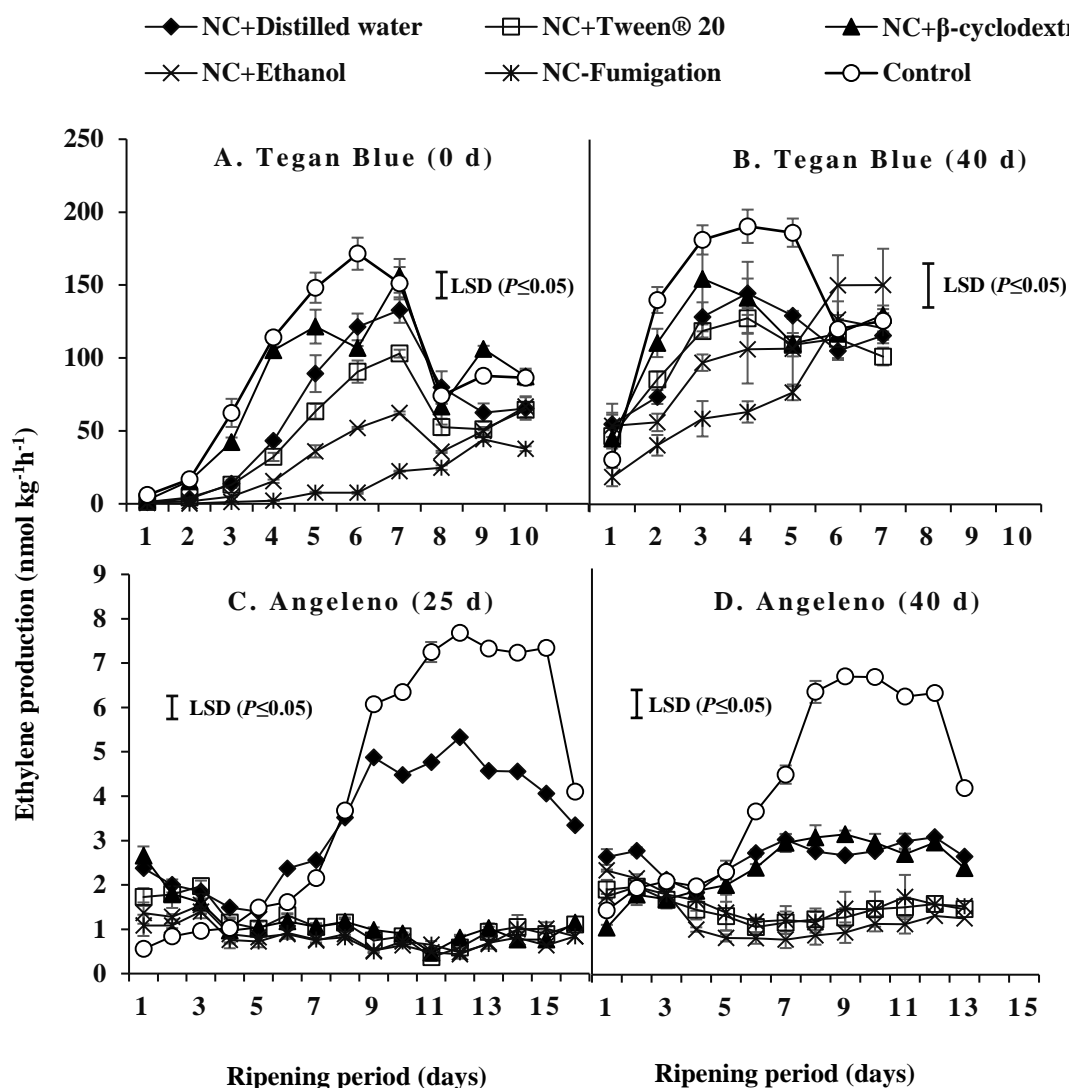 NC+Distilled water NC+Tween® 20 NC+β-cyclodextr
NC+Ethanol NC-Fumigation Control
Ethylene production (nmol kg⁻¹h⁻¹)
A. Tegan Blue (0 d)
250
200
150
100
50
0
LSD (P≤0.05)
1 2 3 4 5 6 7 8 9 10
B. Tegan Blue (40 d)
LSD (P≤0.05)
1 2 3 4 5 6 7 8 9 10
C. Angeleno (25 d)
9
8
7
6
5
4
3
2
1
0
LSD (P≤0.05)
1 3 5 7 9 11 13 15
Ripening period (days)
D. Angeleno (40 d)
LSD (P≤0.05)
1 3 5 7 9 11 13 15
Ripening period (days)